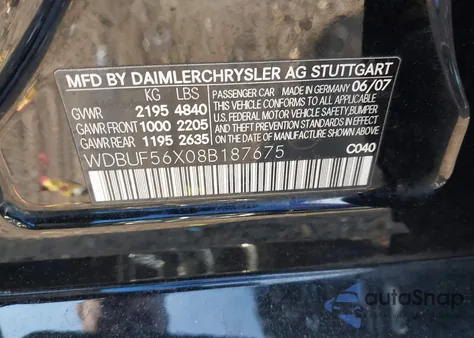 MFD BY DAIMLERCHRYSLER AG STUTTGART
KG LBS
GVWR 2195 4840
GAWR FRONT 1000 2205
GAWR REAR 1195 2635
PASSENGER CAR MADE IN GERMANY 06/07
THIS VEHICLE CONFORMS TO ALL APPLICABLE
U.S. FEDERAL MOTOR VEHICLE SAFETY, BUMPER
AND THEFT PREVENTION STANDARDS IN EFFECT
ON THE DATE OF MANUFACTURE SHOWN ABOVE.
WDBUF56X08B187675
C040
autoSnap